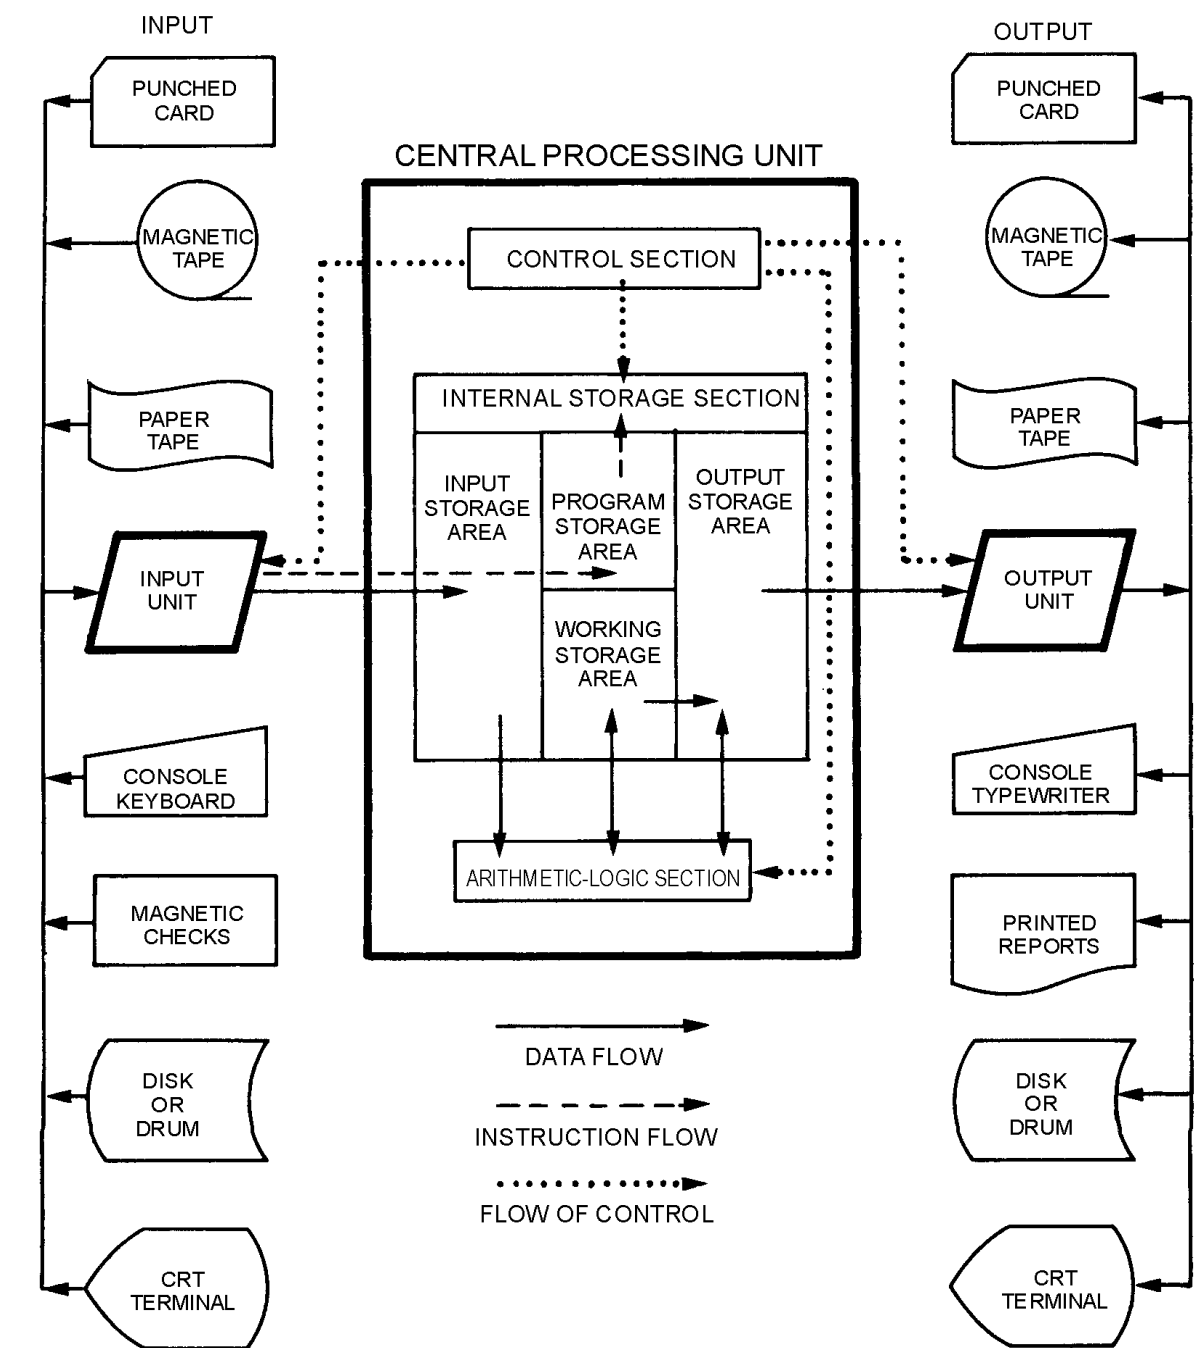 INPUT
PUNCHED
CARD
MAGNETIC
TAPE
PAPER
TAPE
INPUT
UNIT
CONSOLE
KEYBOARD
MAGNETIC
CHECKS
DISK
OR
DRUM
CRT
TERMINAL
CENTRAL PROCESSING UNIT
CONTROL SECTION
INTERNAL STORAGE SECTION
INPUT
STORAGE
AREA
PROGRAM
STORAGE
AREA
WORKING
STORAGE
AREA
OUTPUT
STORAGE
AREA
ARITHMETIC-LOGIC SECTION
DATA FLOW
INSTRUCTION FLOW
FLOW OF CONTROL
OUTPUT
PUNCHED
CARD
MAGNETIC
TAPE
PAPER
TAPE
OUTPUT
UNIT
CONSOLE
TYPEWRITER
PRINTED
REPORTS
DISK
OR
DRUM
CRT
TERMINAL